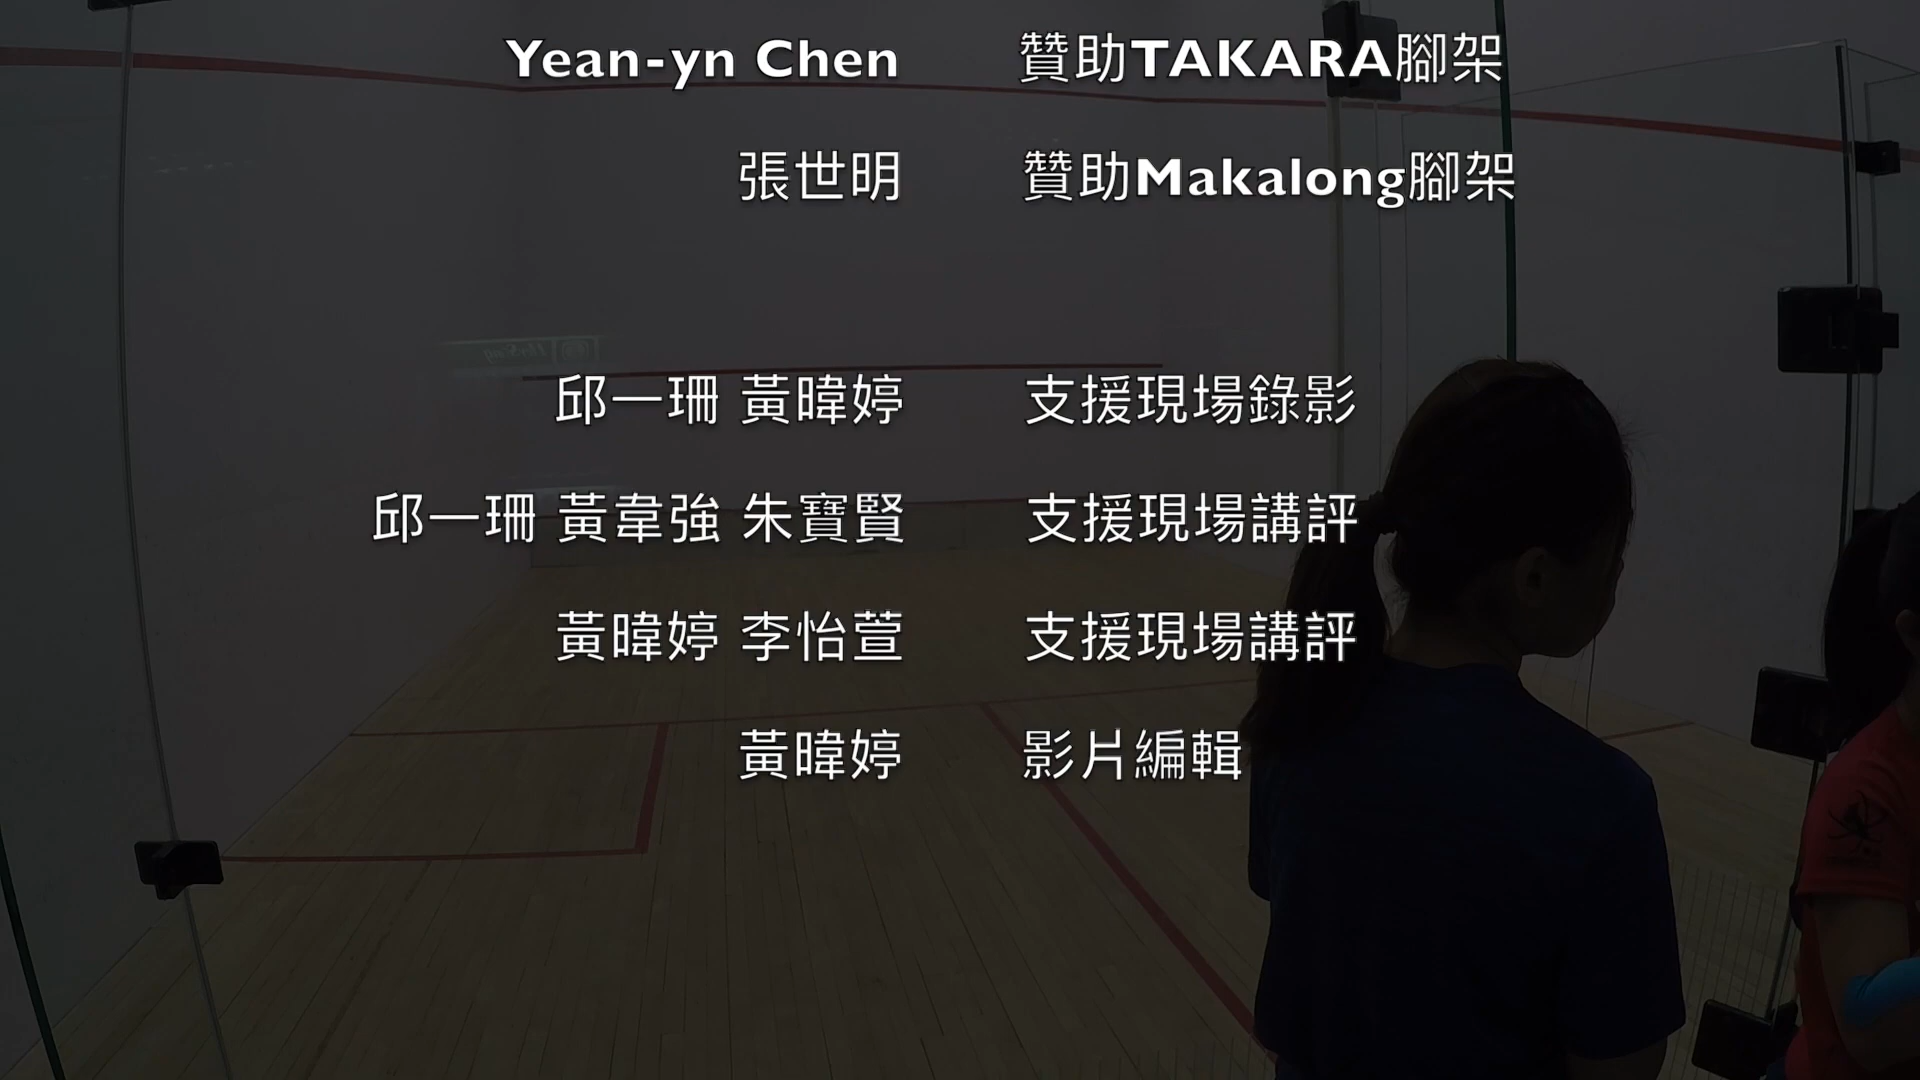 Yean-yn Chen 贊助TAKARA腳架
張世明 贊助Makalong腳架
邱一珊 黃暐婷 支援現場錄影
邱一珊 黃韋強 朱寶賢 支援現場講評
黃暐婷 李怡萱 支援現場講評
黃暐婷 影片編輯